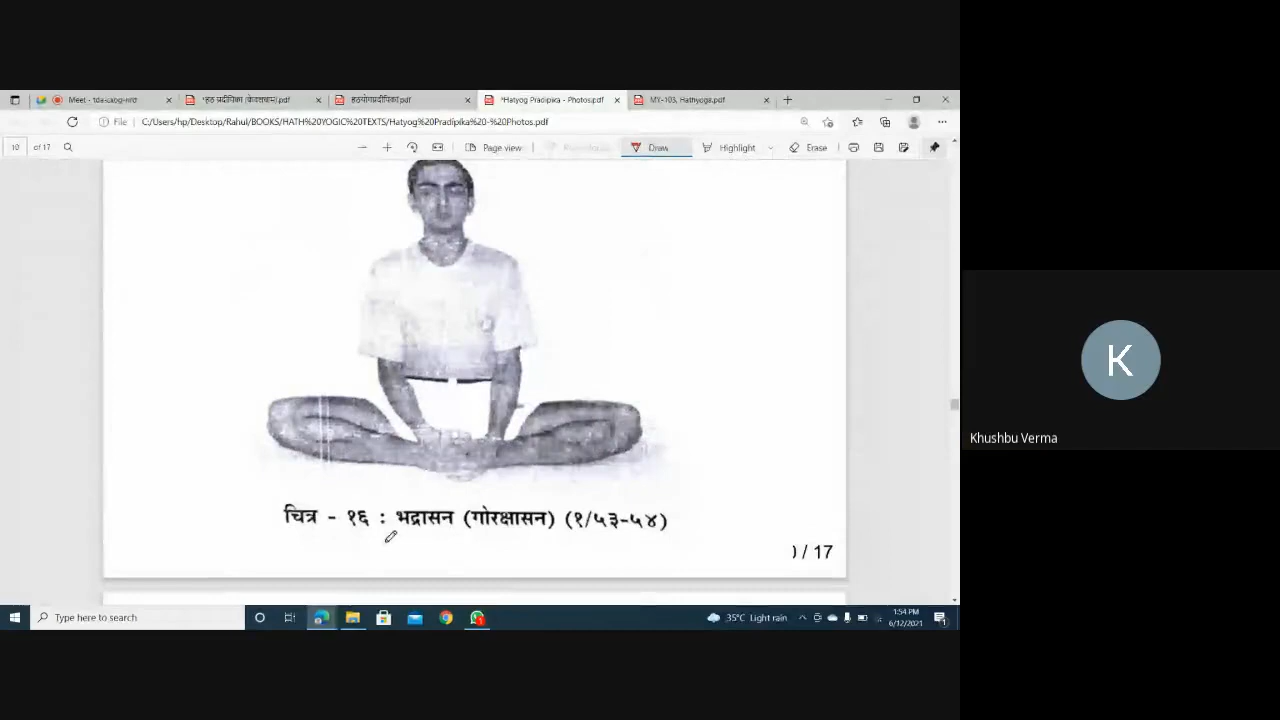 Meet - tda-cabg-nrd
*हठ प्रदीपिका (कैवल्यधाम).pdf
हठयोगप्रदीपिका.pdf
*Hatyog Pradipika - Photos.pdf
MY-103, Hathyoga.pdf
File
C:/Users/hp/Desktop/Rahul/BOOKS/HATH%20YOGIC%20TEXTS/Hatyog%20Pradipika%20-%20Photos.pdf
10 of 17
Page view
Draw
Highlight
Erase
चित्र - १६ : भद्रासन (गोरक्षासन) (१/५३-५४)
/ 17
K
Khushbu Verma
Type here to search
35°C Light rain
1:54 PM
6/12/2021